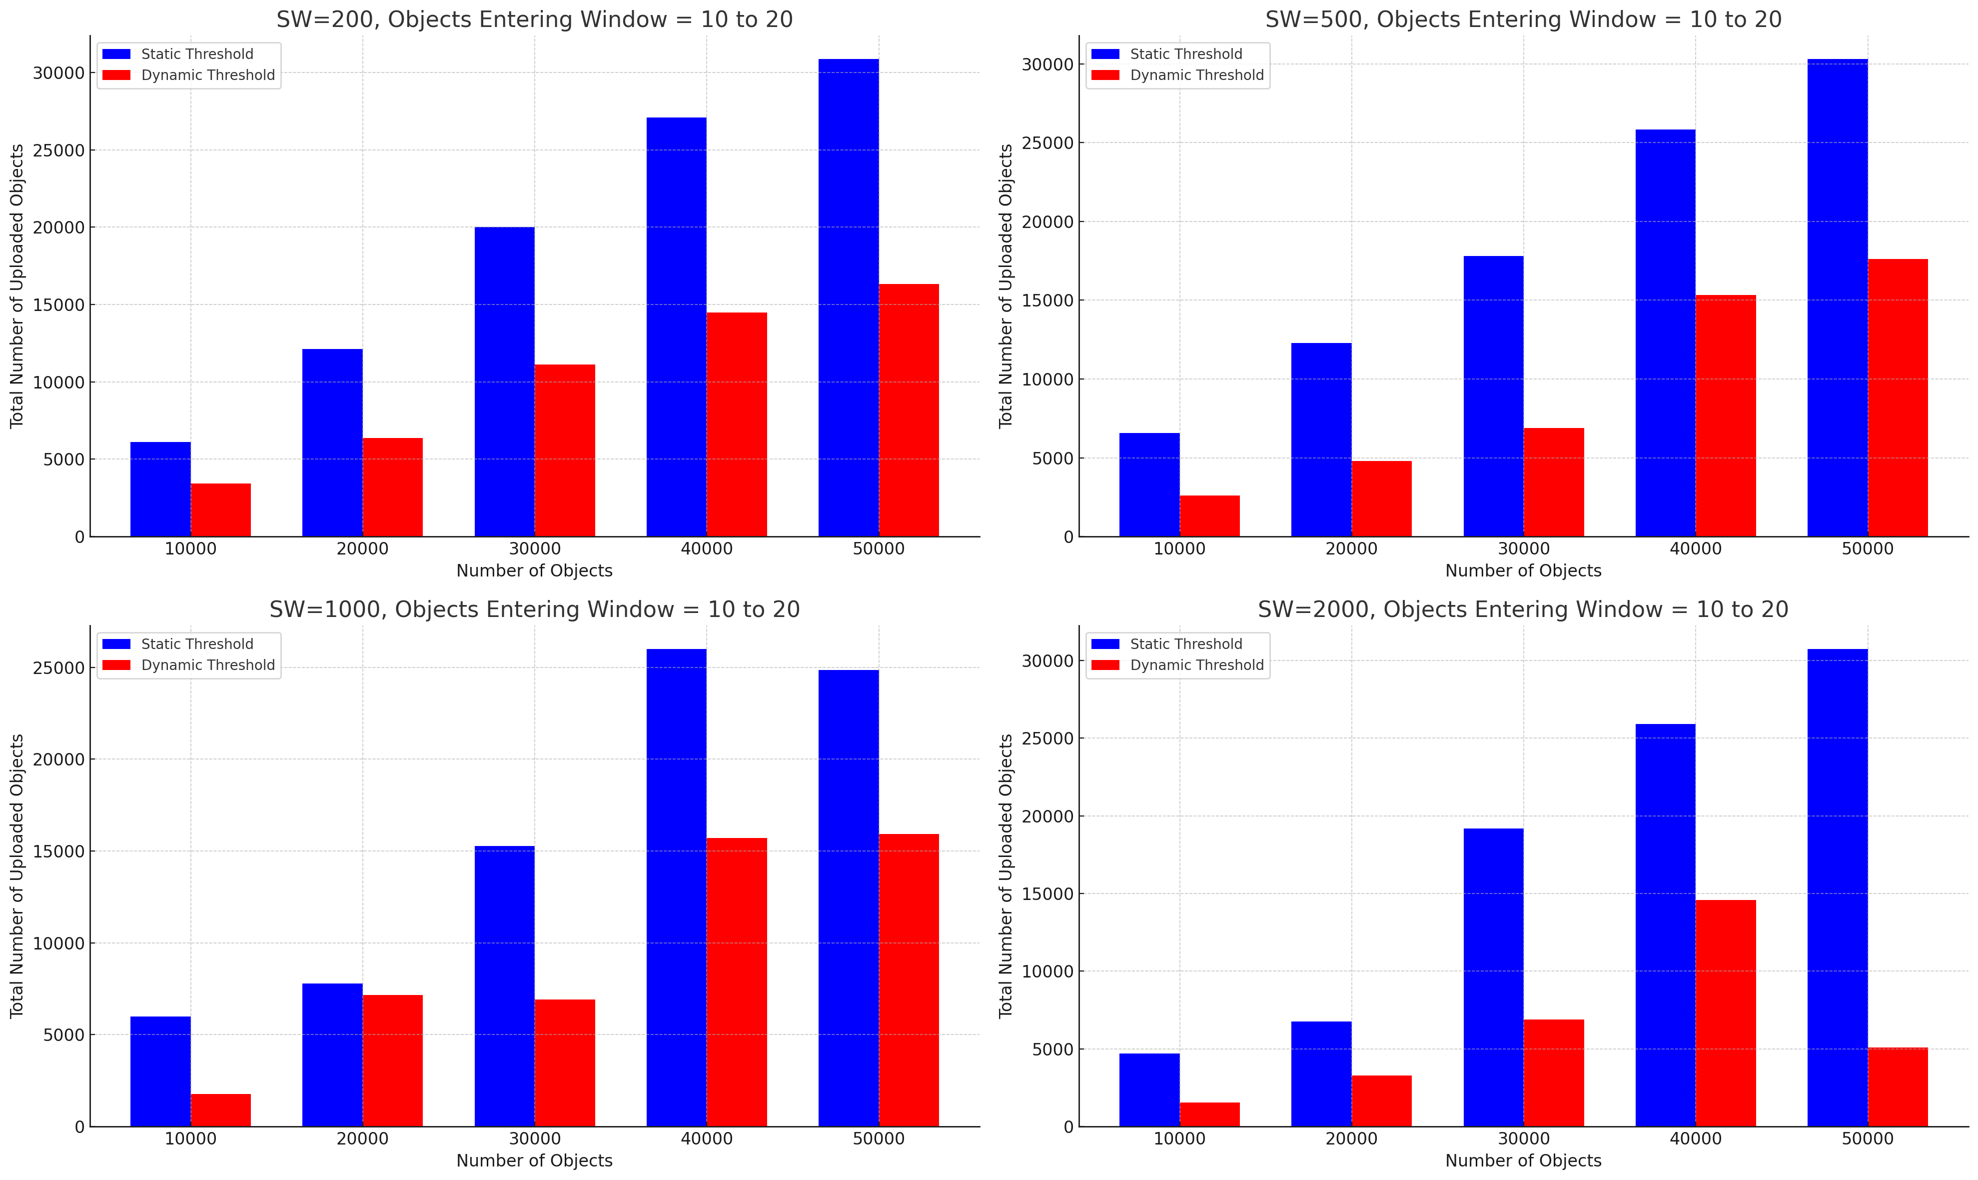 SW=200, Objects Entering Window = 10 to 20
Static Threshold
Dynamic Threshold
Total Number of Uploaded Objects
30000
25000
20000
15000
10000
5000
0
10000 20000 30000 40000 50000
Number of Objects
SW=500, Objects Entering Window = 10 to 20
Static Threshold
Dynamic Threshold
Total Number of Uploaded Objects
30000
25000
20000
15000
10000
5000
0
10000 20000 30000 40000 50000
Number of Objects
SW=1000, Objects Entering Window = 10 to 20
Static Threshold
Dynamic Threshold
Total Number of Uploaded Objects
25000
20000
15000
10000
5000
0
10000 20000 30000 40000 50000
Number of Objects
SW=2000, Objects Entering Window = 10 to 20
Static Threshold
Dynamic Threshold
Total Number of Uploaded Objects
30000
25000
20000
15000
10000
5000
0
10000 20000 30000 40000 50000
Number of Objects